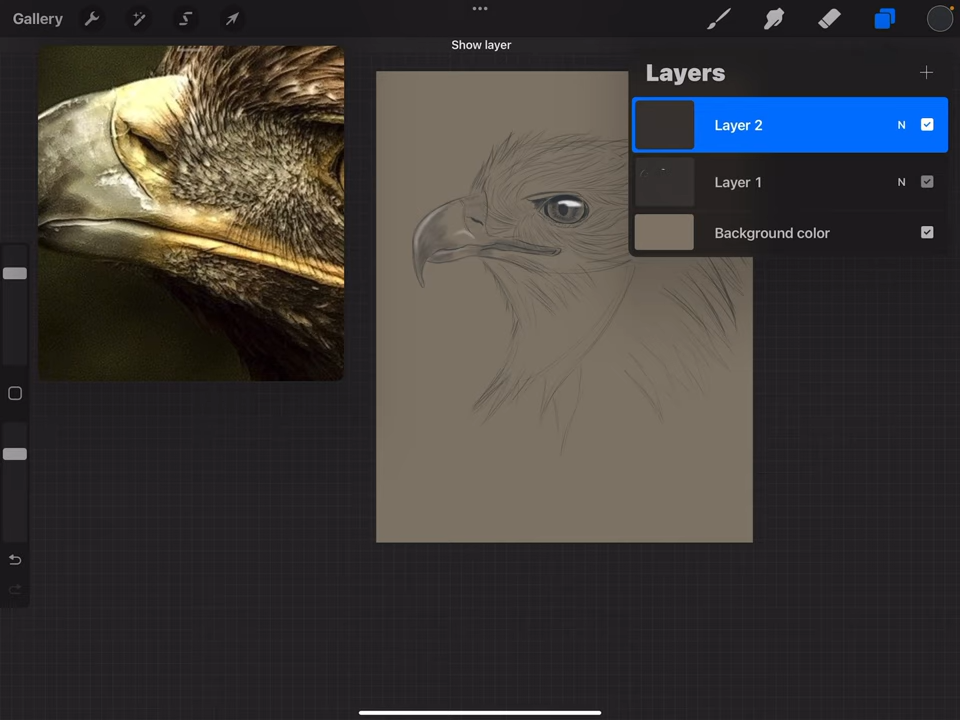 Gallery
Show layer
Layers
Layer 2 N
Layer 1 N
Background color